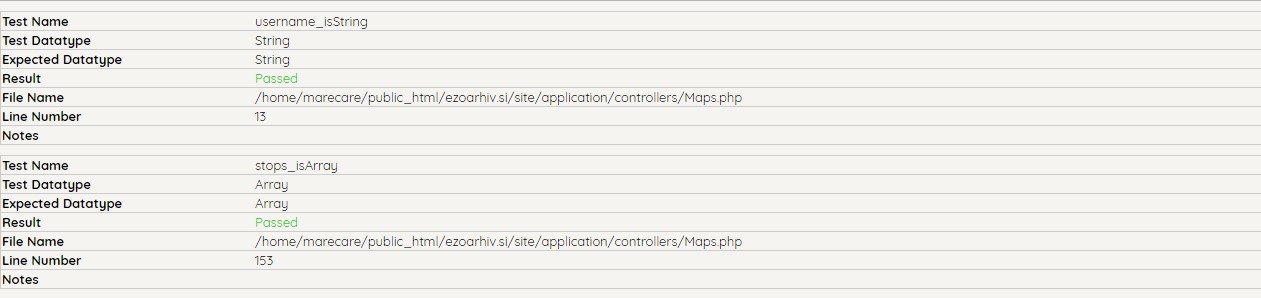 Test Name username_isString
Test Datatype String
Expected Datatype String
Result Passed
File Name /home/marecare/public_html/ezoarhiv.si/site/application/controllers/Maps.php
Line Number 13
Notes
Test Name stops_isArray
Test Datatype Array
Expected Datatype Array
Result Passed
File Name /home/marecare/public_html/ezoarhiv.si/site/application/controllers/Maps.php
Line Number 153
Notes